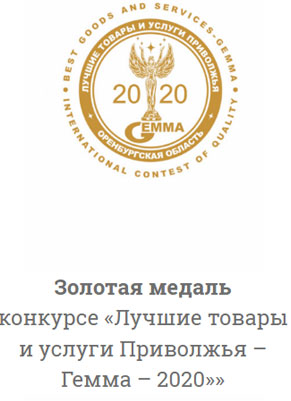 BEST GOODS AND SERVICES-GEMMA
INTERNATIONAL CONTEST OF QUALITY
ЛУЧШИЕ ТОВАРЫ И УСЛУГИ ПРИВОЛЖЬЯ
2020
GEMMA
ОРЕНБУРГСКАЯ ОБЛАСТЬ
Золотая медаль
конкурсе «Лучшие товары
и услуги Приволжья –
Гемма – 2020»»